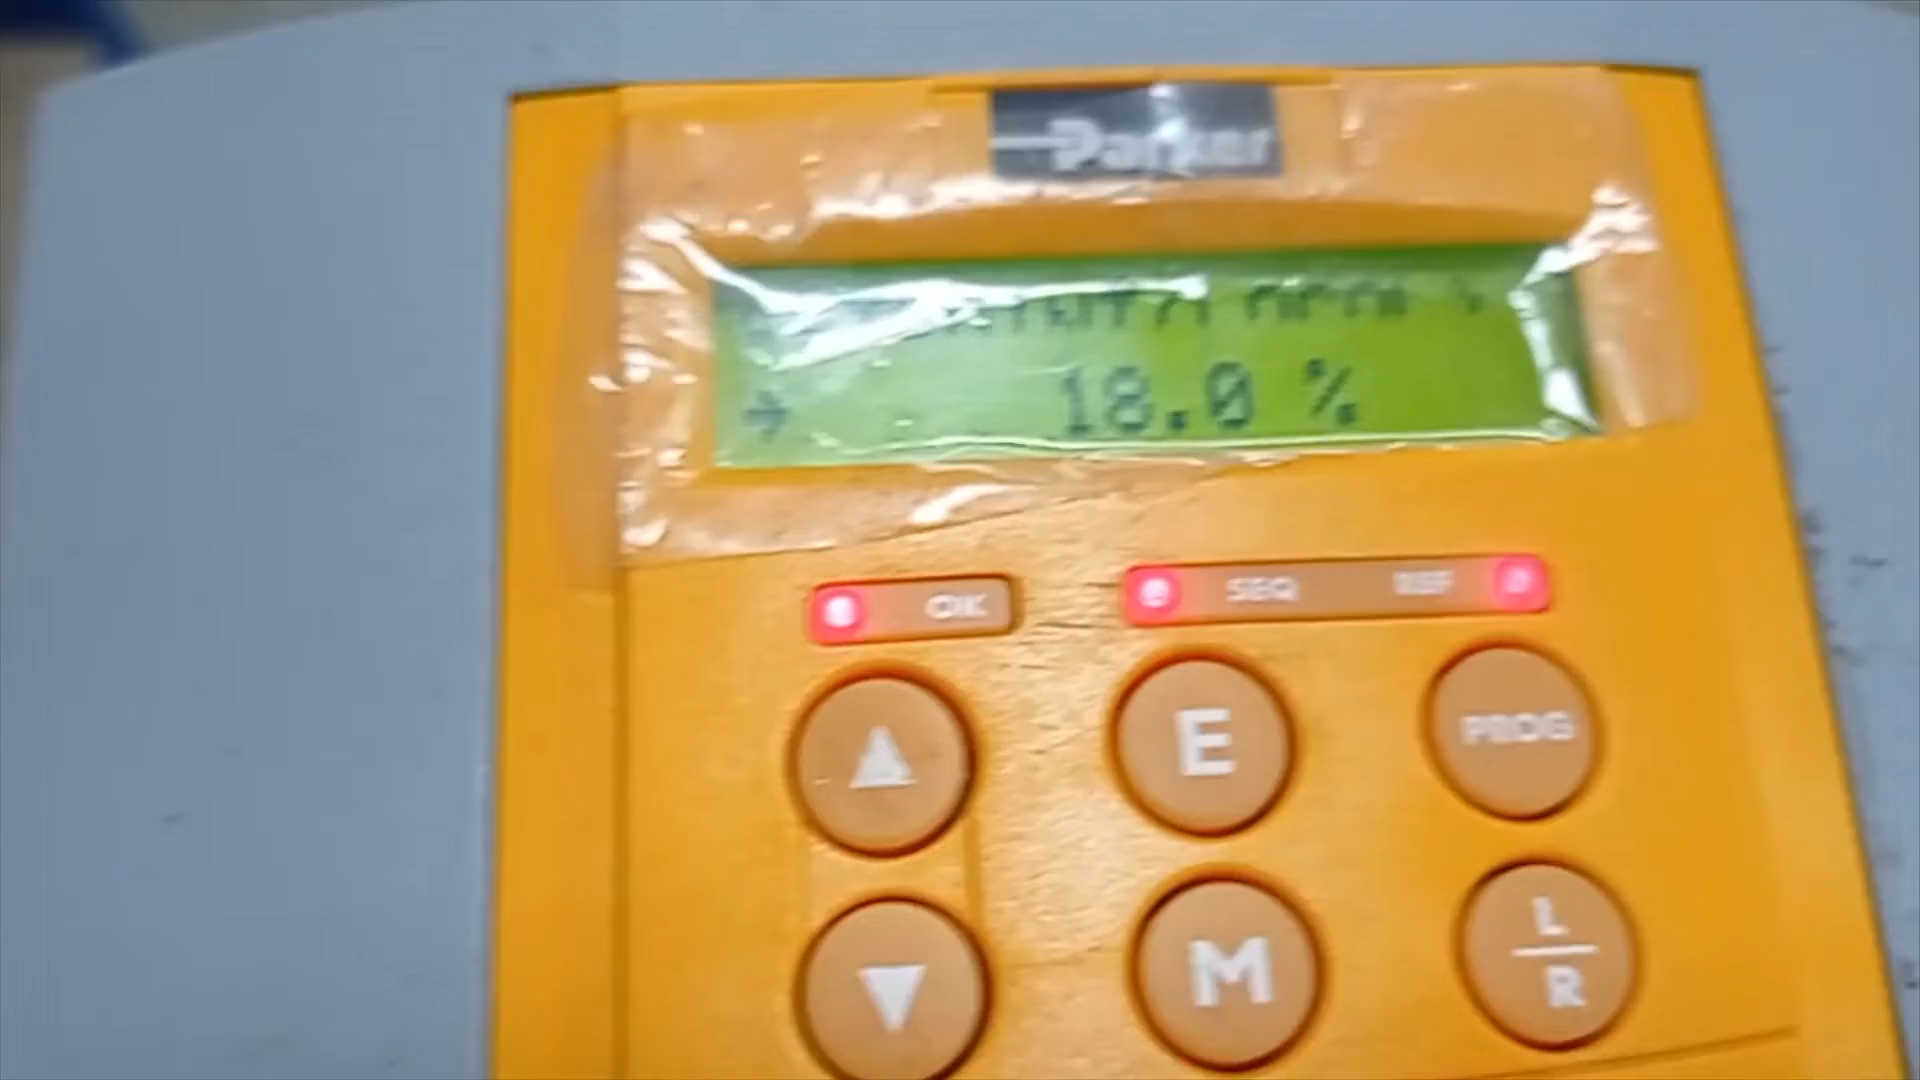 Parker
→ 18.0 %
OK
SEQ REF
▲ E PROG
▼ M L/R